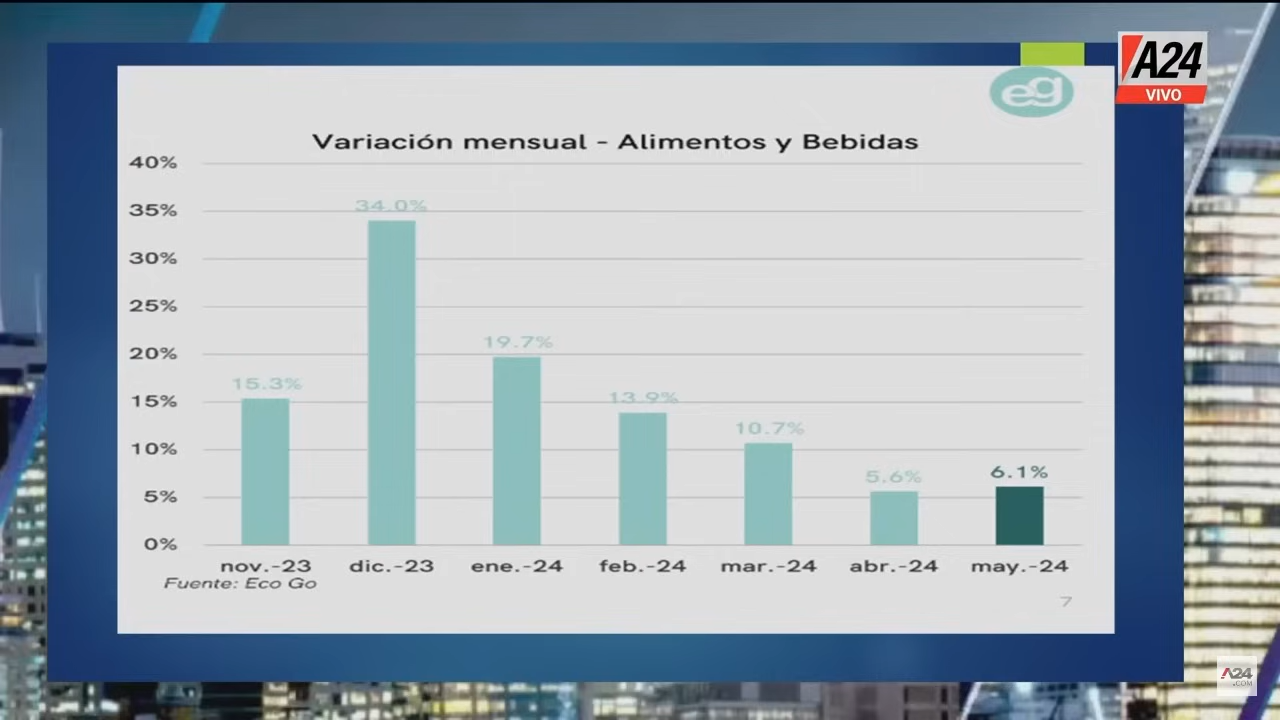 A24
VIVO
eg
Variación mensual - Alimentos y Bebidas
40%
35%
30%
25%
20%
15%
10%
5%
0%
15.3%
34.0%
19.7%
13.9%
10.7%
5.6%
6.1%
nov.-23 dic.-23 ene.-24 feb.-24 mar.-24 abr.-24 may.-24
Fuente: Eco Go
7
A24
.COM